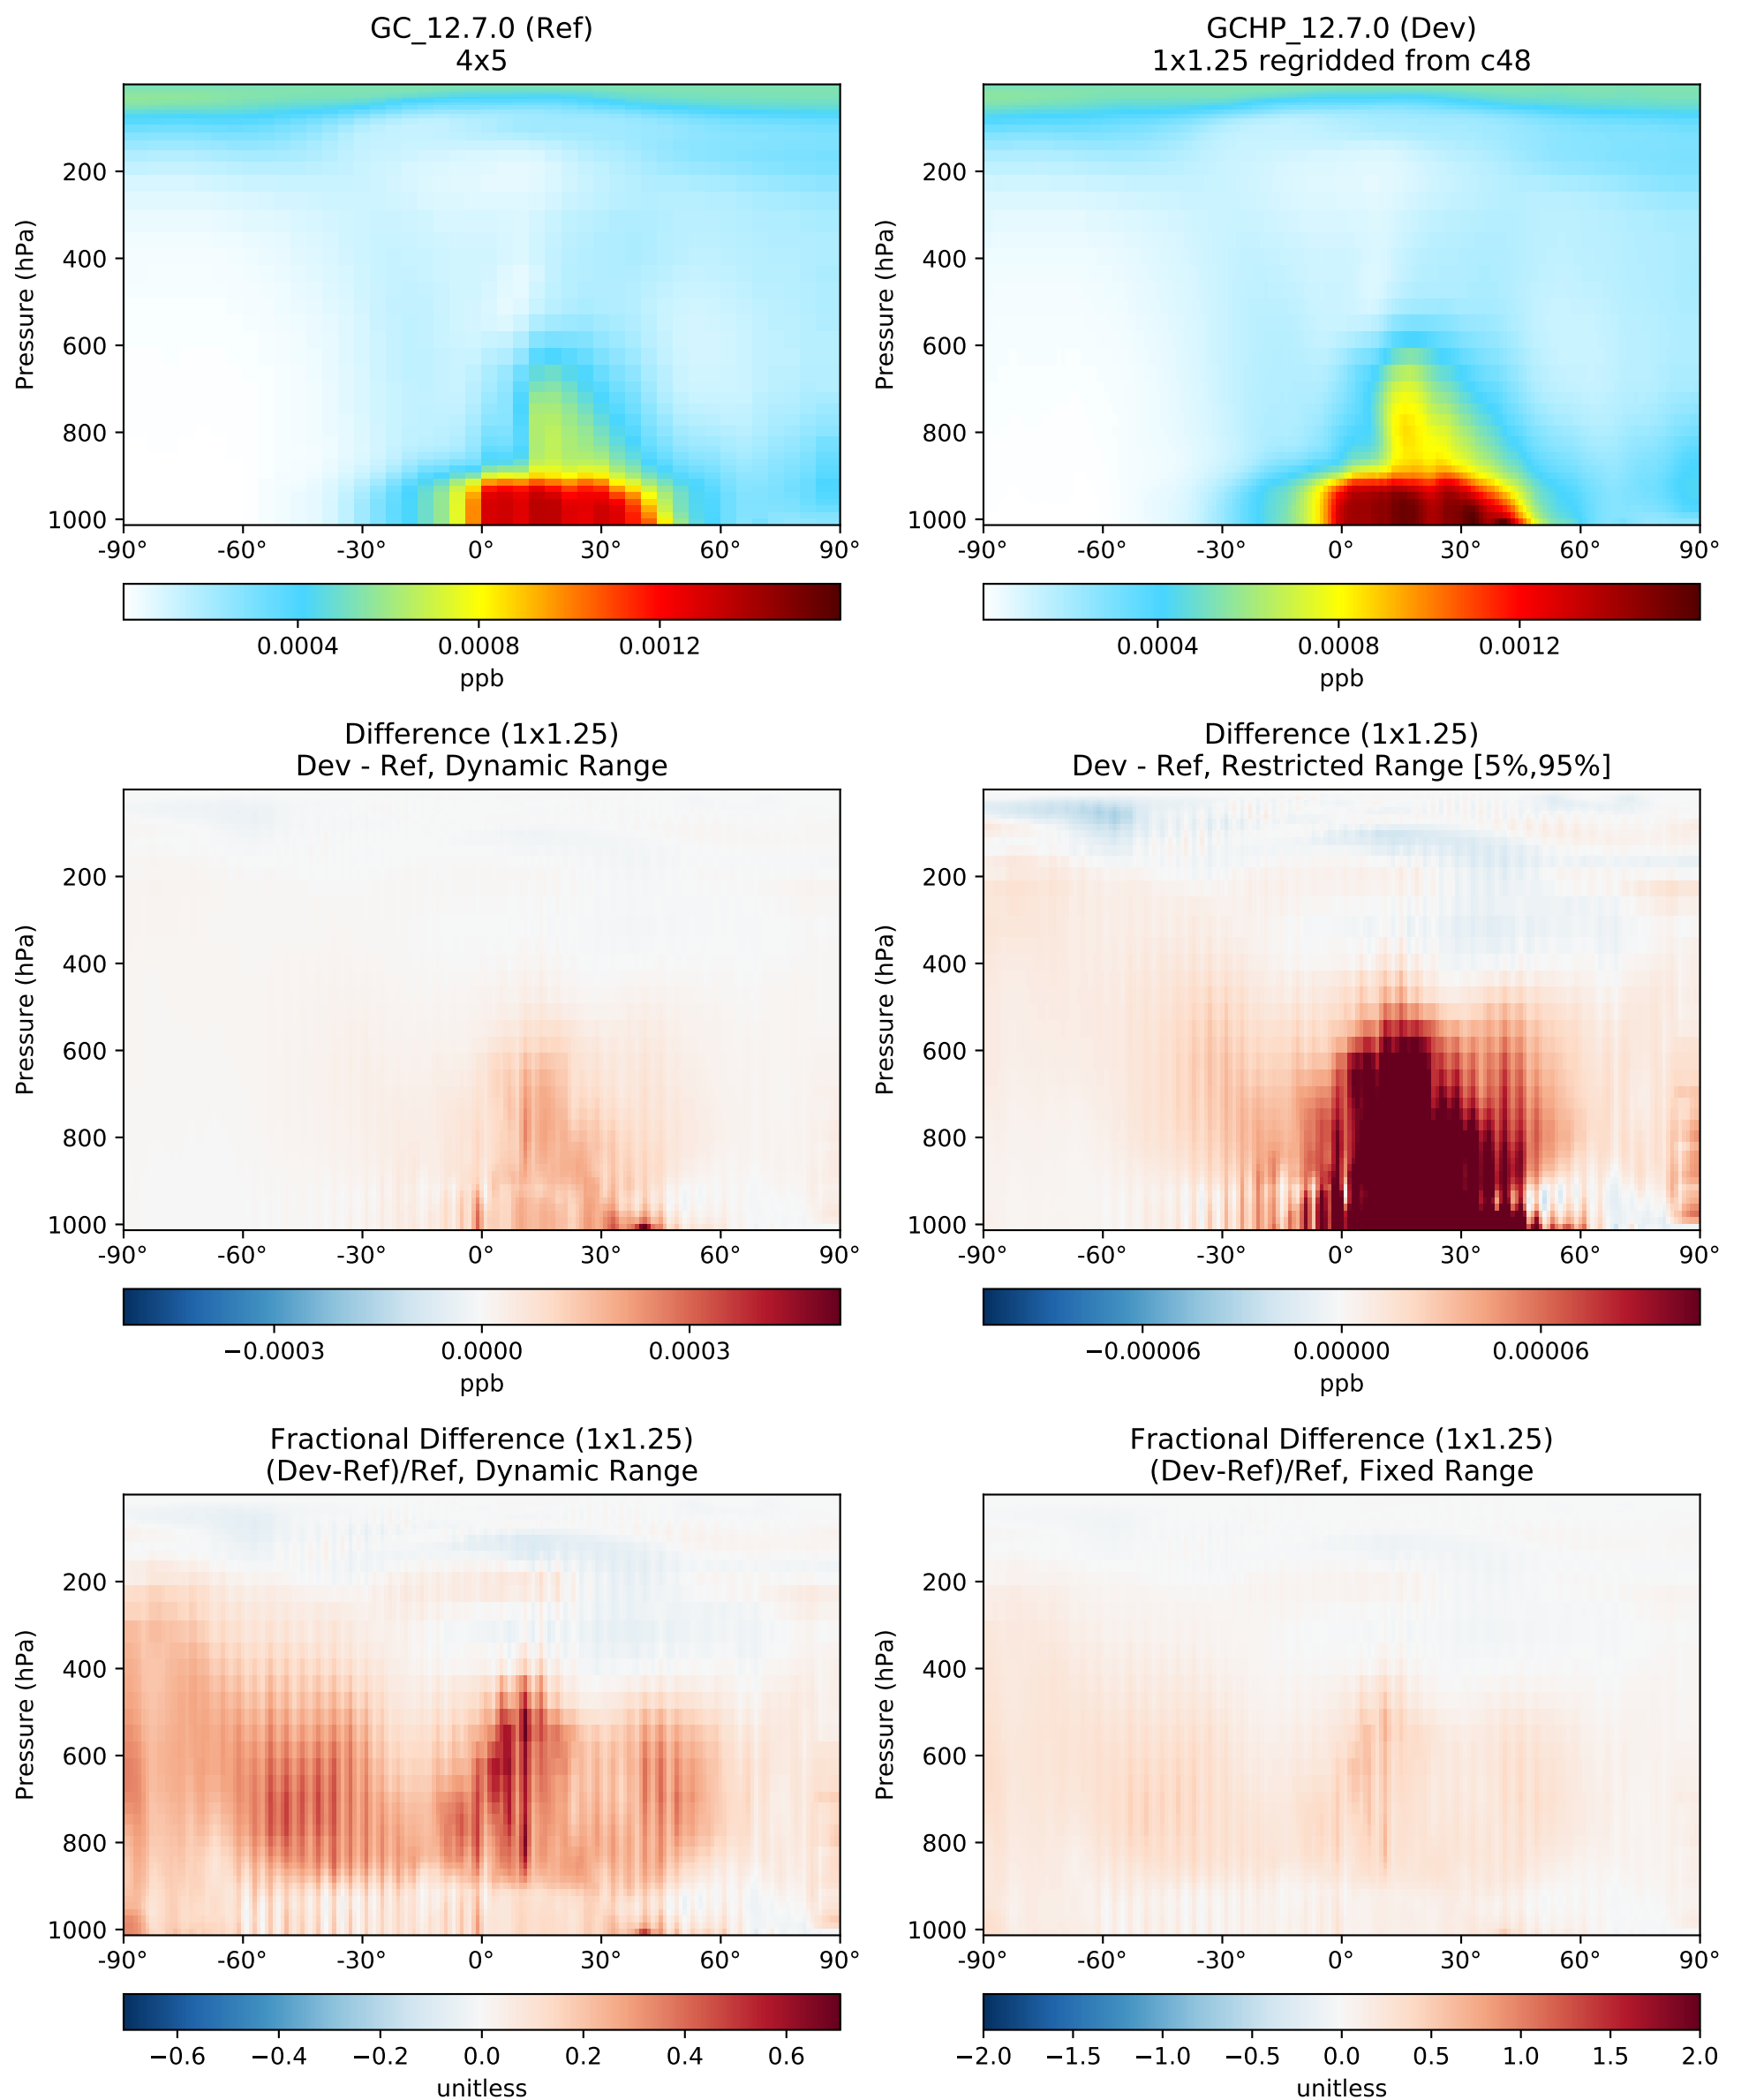 GC_12.7.0 (Ref)
4x5
Pressure (hPa)
200
400
600
800
1000
-90° -60° -30° 0° 30° 60° 90°
0.0004 0.0008 0.0012
ppb
GCHP_12.7.0 (Dev)
1x1.25 regridded from c48
Pressure (hPa)
200
400
600
800
1000
-90° -60° -30° 0° 30° 60° 90°
0.0004 0.0008 0.0012
ppb
Difference (1x1.25)
Dev - Ref, Dynamic Range
Pressure (hPa)
200
400
600
800
1000
-90° -60° -30° 0° 30° 60° 90°
−0.0003 0.0000 0.0003
ppb
Difference (1x1.25)
Dev - Ref, Restricted Range [5%,95%]
Pressure (hPa)
200
400
600
800
1000
-90° -60° -30° 0° 30° 60° 90°
−0.00006 0.00000 0.00006
ppb
Fractional Difference (1x1.25)
(Dev-Ref)/Ref, Dynamic Range
Pressure (hPa)
200
400
600
800
1000
-90° -60° -30° 0° 30° 60° 90°
−0.6 −0.4 −0.2 0.0 0.2 0.4 0.6
unitless
Fractional Difference (1x1.25)
(Dev-Ref)/Ref, Fixed Range
Pressure (hPa)
200
400
600
800
1000
-90° -60° -30° 0° 30° 60° 90°
−2.0 −1.5 −1.0 −0.5 0.0 0.5 1.0 1.5 2.0
unitless